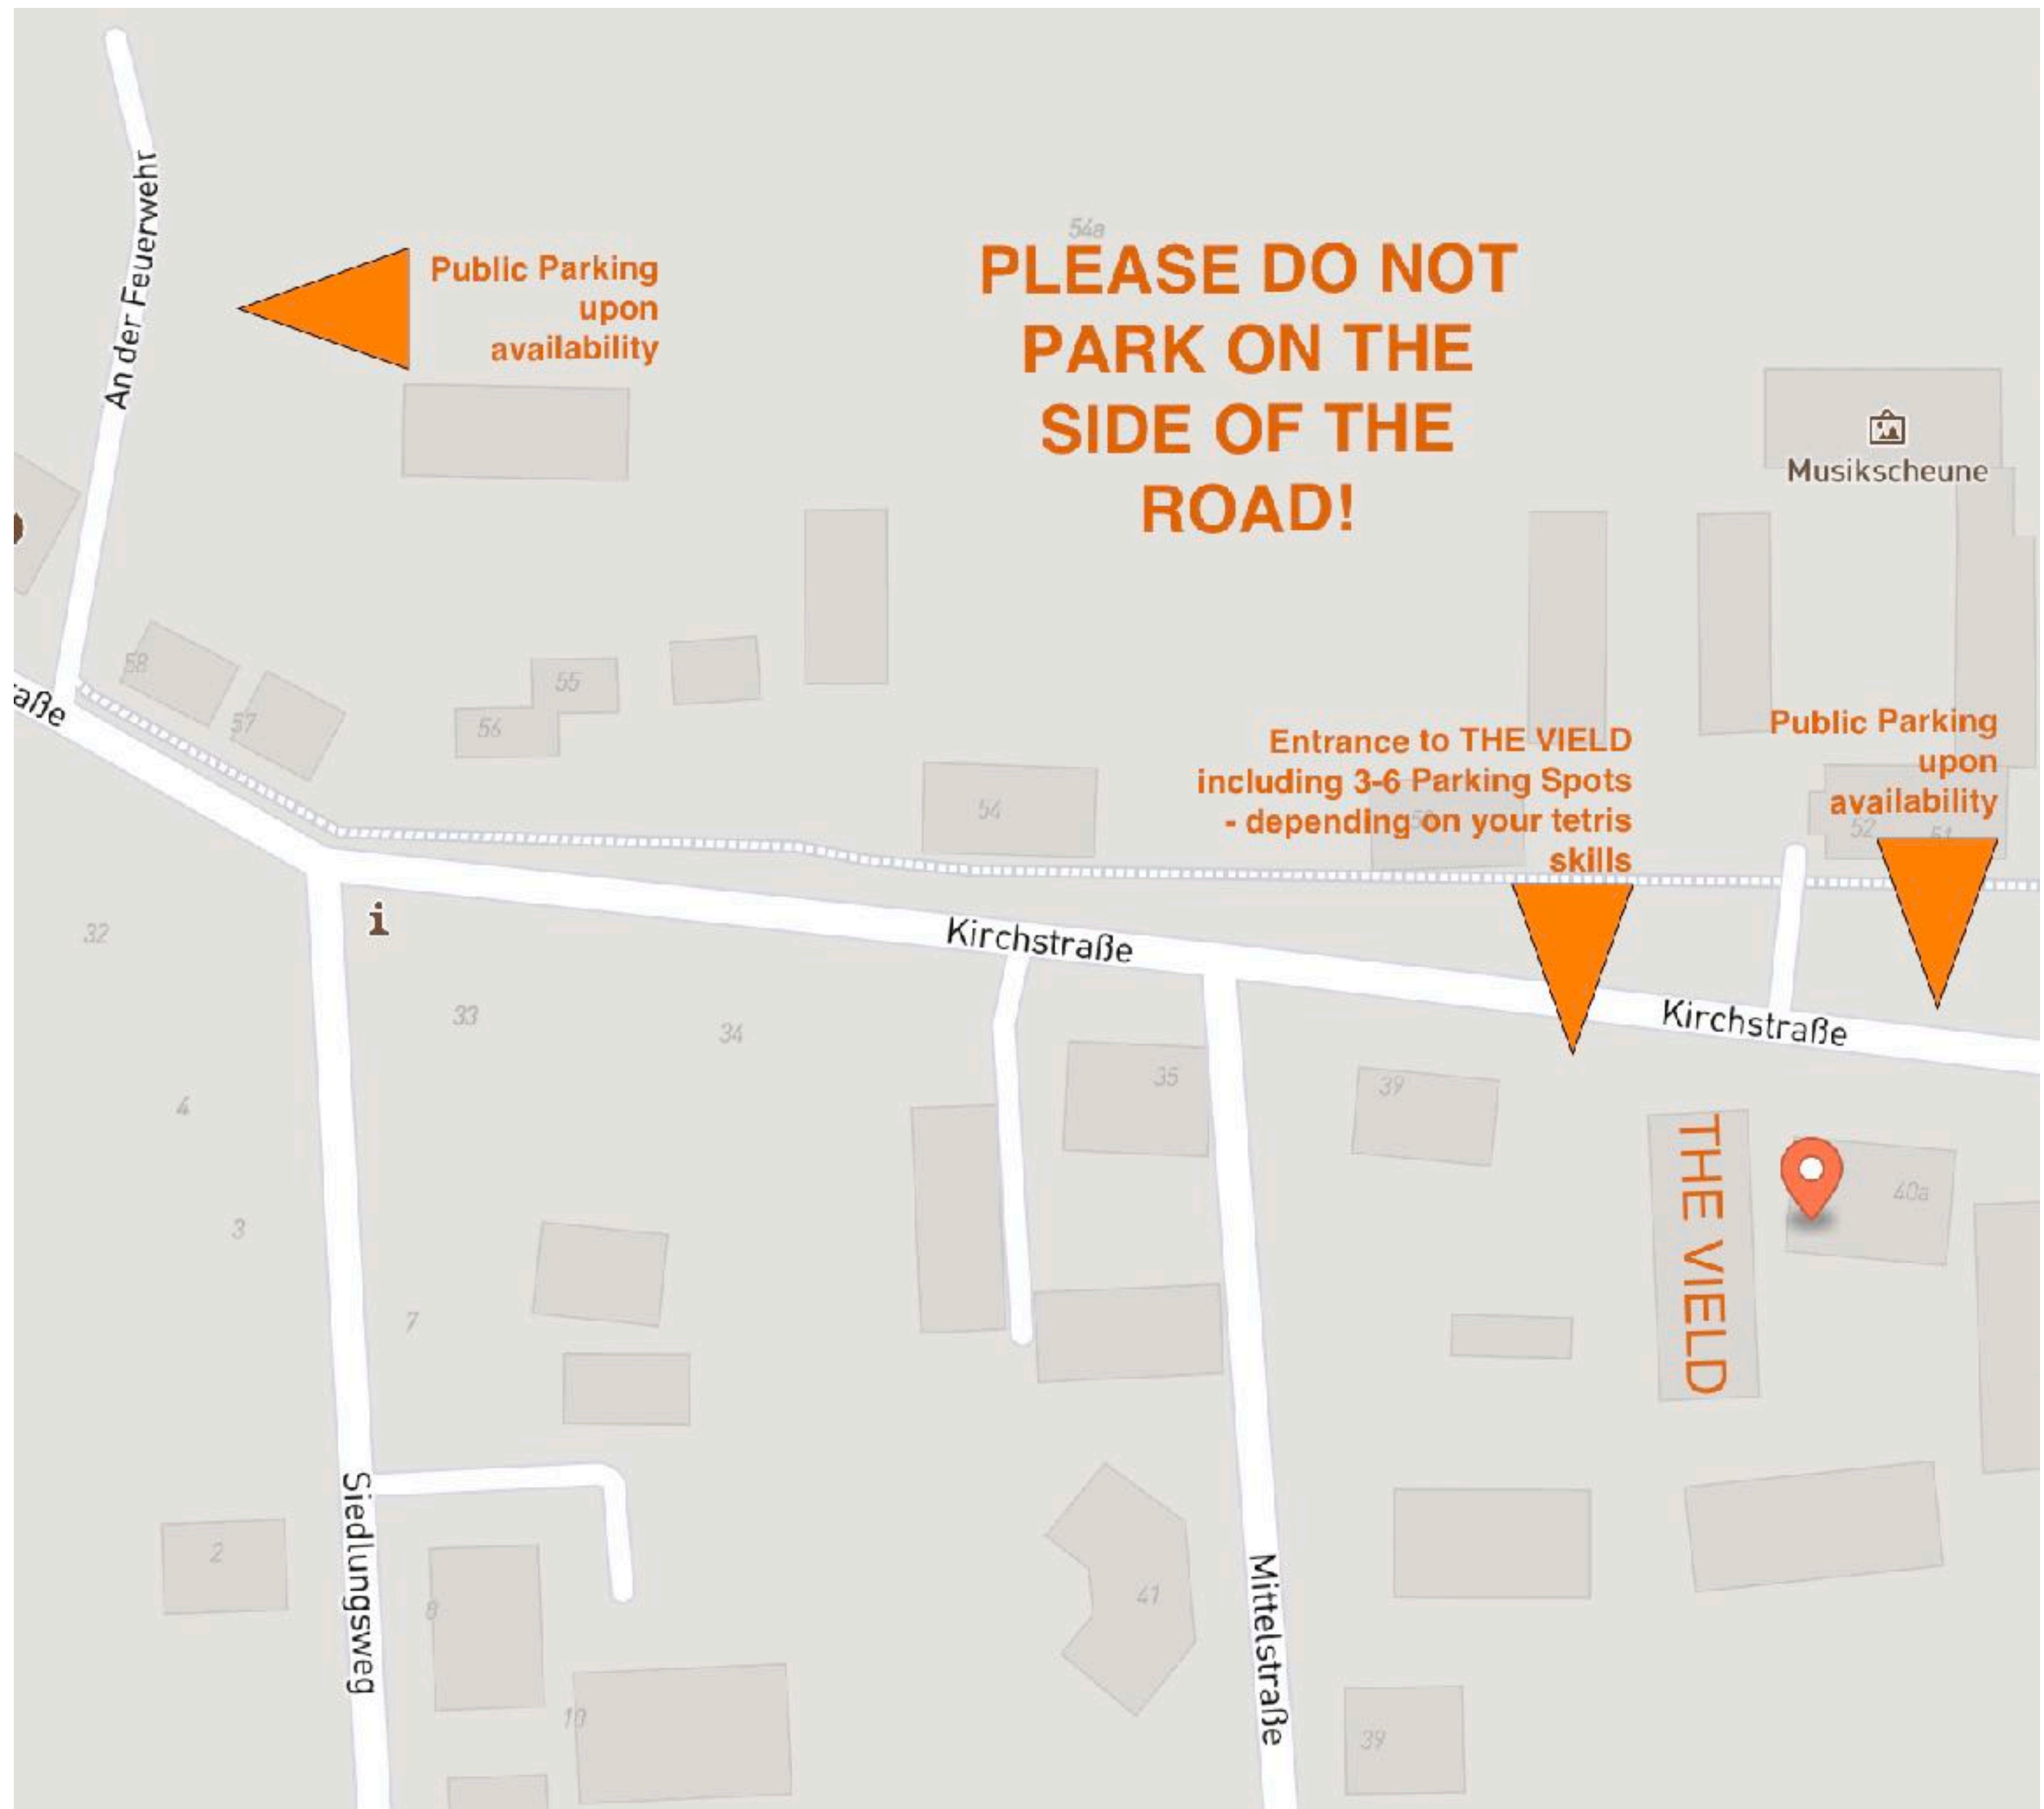 An der Feuerwehr
Public Parking
upon
availability
54a
PLEASE DO NOT
PARK ON THE
SIDE OF THE
ROAD!
Musikscheune
58
57
55
56
aße
54
Entrance to THE VIELD
including 3-6 Parking Spots
- depending on your tetris
skills
Public Parking
upon
availability
52
51
32
i
Kirchstraße
Kirchstraße
33
34
35
39
4
3
7
THE VIELD
40a
Siedlungsweg
2
8
10
41
Mittelstraße
39